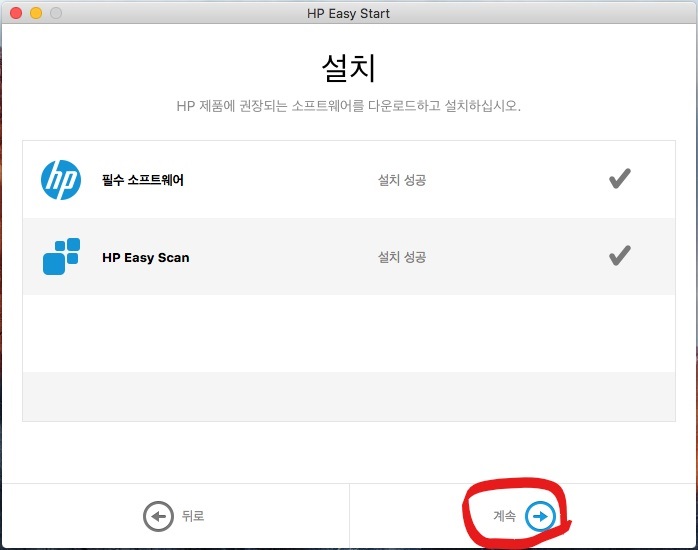 HP Easy Start
설치
HP 제품에 권장되는 소프트웨어를 다운로드하고 설치하십시오.
hp 필수 소프트웨어 설치 성공
HP Easy Scan 설치 성공
뒤로 계속